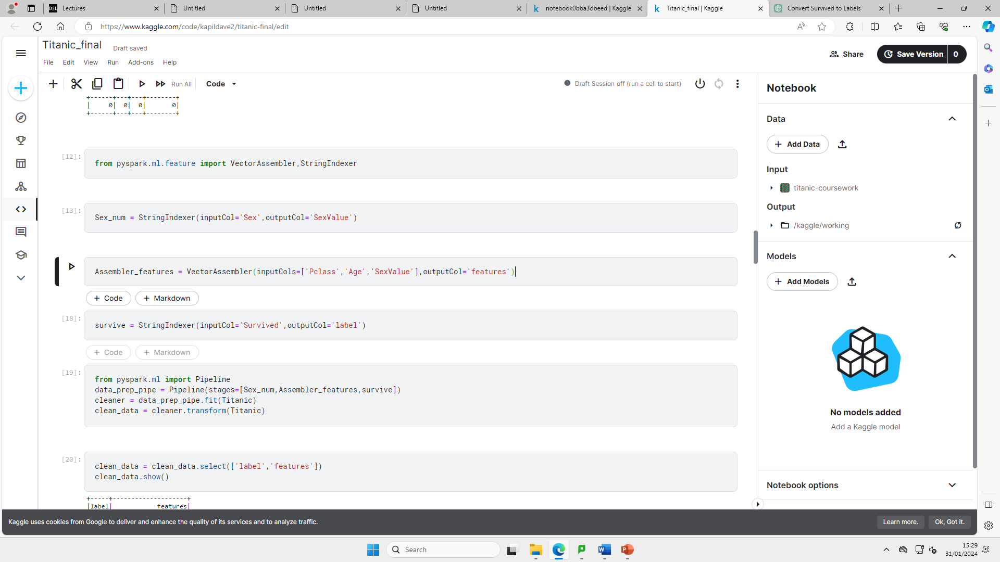 Lectures
Untitled
Untitled
Untitled
notebook0bba3dbeed | Kaggle
Titanic_final | Kaggle
Convert Survived to Labels
https://www.kaggle.com/code/kapildave2/titanic-final/edit
Titanic_final
Draft saved
File Edit View Run Add-ons Help
Share
Save Version 0
Run All
Code
Draft Session off (run a cell to start)
+------+---+---+--------+
|     0|  0|  0|       0|
+------+---+---+--------+
[12]:
from pyspark.ml.feature import VectorAssembler,StringIndexer
[13]:
Sex_num = StringIndexer(inputCol='Sex',outputCol='SexValue')
Assembler_features = VectorAssembler(inputCols=['Pclass','Age','SexValue'],outputCol='features')
+ Code + Markdown
[18]:
survive = StringIndexer(inputCol='Survived',outputCol='label')
+ Code + Markdown
[19]:
from pyspark.ml import Pipeline
data_prep_pipe = Pipeline(stages=[Sex_num,Assembler_features,survive])
cleaner = data_prep_pipe.fit(Titanic)
clean_data = cleaner.transform(Titanic)
[20]:
clean_data = clean_data.select(['label','features'])
clean_data.show()
+-----+--------------------+
|label|            features|
Notebook
Data
+ Add Data
Input
titanic-coursework
Output
/kaggle/working
Models
+ Add Models
No models added
Add a Kaggle model
Notebook options
Kaggle uses cookies from Google to deliver and enhance the quality of its services and to analyze traffic.
Learn more.
Ok, Got it.
Search
15:29
31/01/2024